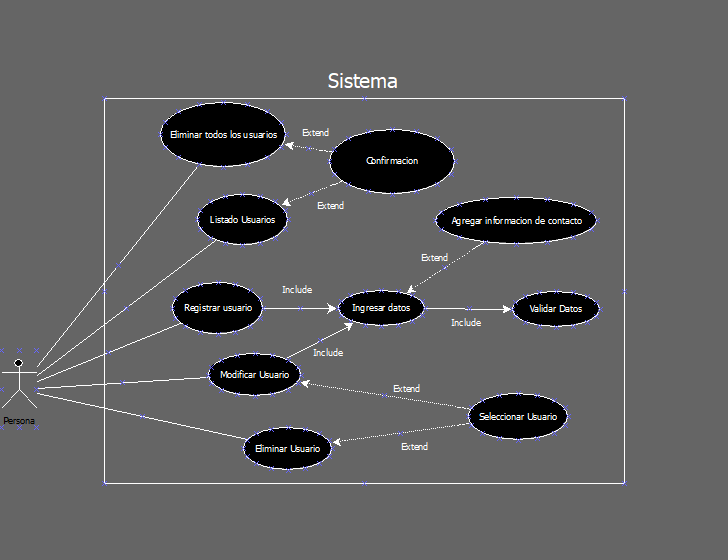 Sistema
Eliminar todos los usuarios
Extend
Confirmacion
Extend
Listado Usuarios
Agregar informacion de contacto
Extend
Include
Registrar usuario
Ingresar datos
Validar Datos
Include
Include
Modificar Usuario
Extend
Seleccionar Usuario
Persona
Eliminar Usuario
Extend